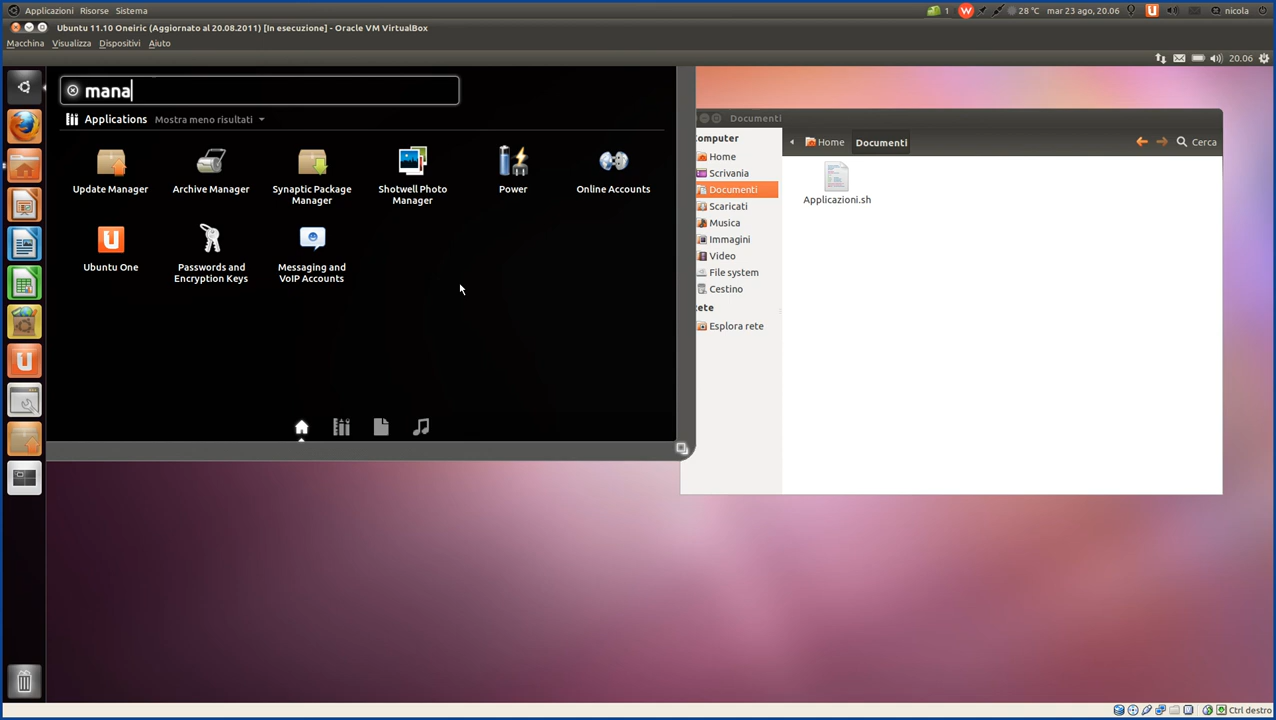 Applicazioni Risorse Sistema
1 28 °C mar 23 ago, 20.06 nicola
Ubuntu 11.10 Oneiric (Aggiornato al 20.08.2011) [In esecuzione] - Oracle VM VirtualBox
Macchina Visualizza Dispositivi Aiuto
20.06
mana
Applications Mostra meno risultati
Update Manager
Archive Manager
Synaptic Package
Manager
Shotwell Photo
Manager
Power
Online Accounts
Ubuntu One
Passwords and
Encryption Keys
Messaging and
VoIP Accounts
Documenti
Computer
Home
Scrivania
Documenti
Scaricati
Musica
Immagini
Video
File system
Cestino
ete
Esplora rete
Home Documenti
Cerca
Applicazioni.sh
Ctrl destro